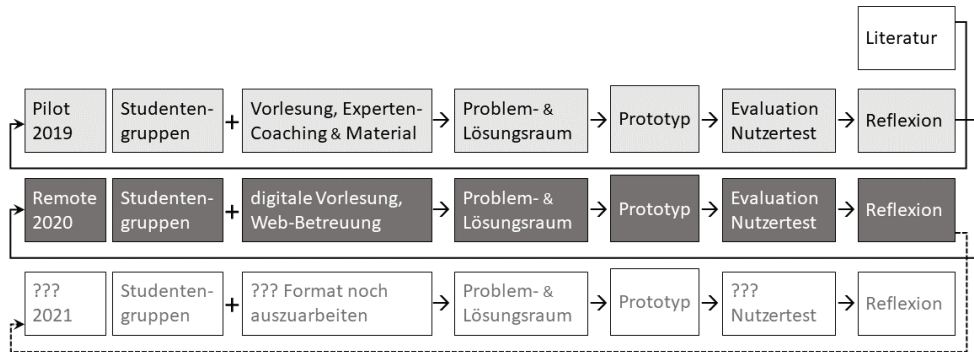 Literatur
Pilot
2019
Studenten-
gruppen
+
Vorlesung, Experten-
Coaching & Material
Problem- &
Lösungsraum
Prototyp
Evaluation
Nutzertest
Reflexion
Remote
2020
Studenten-
gruppen
+
digitale Vorlesung,
Web-Betreuung
Problem- &
Lösungsraum
Prototyp
Evaluation
Nutzertest
Reflexion
???
2021
Studenten-
gruppen
+
??? Format noch
auszuarbeiten
Problem- &
Lösungsraum
Prototyp
???
Nutzertest
Reflexion